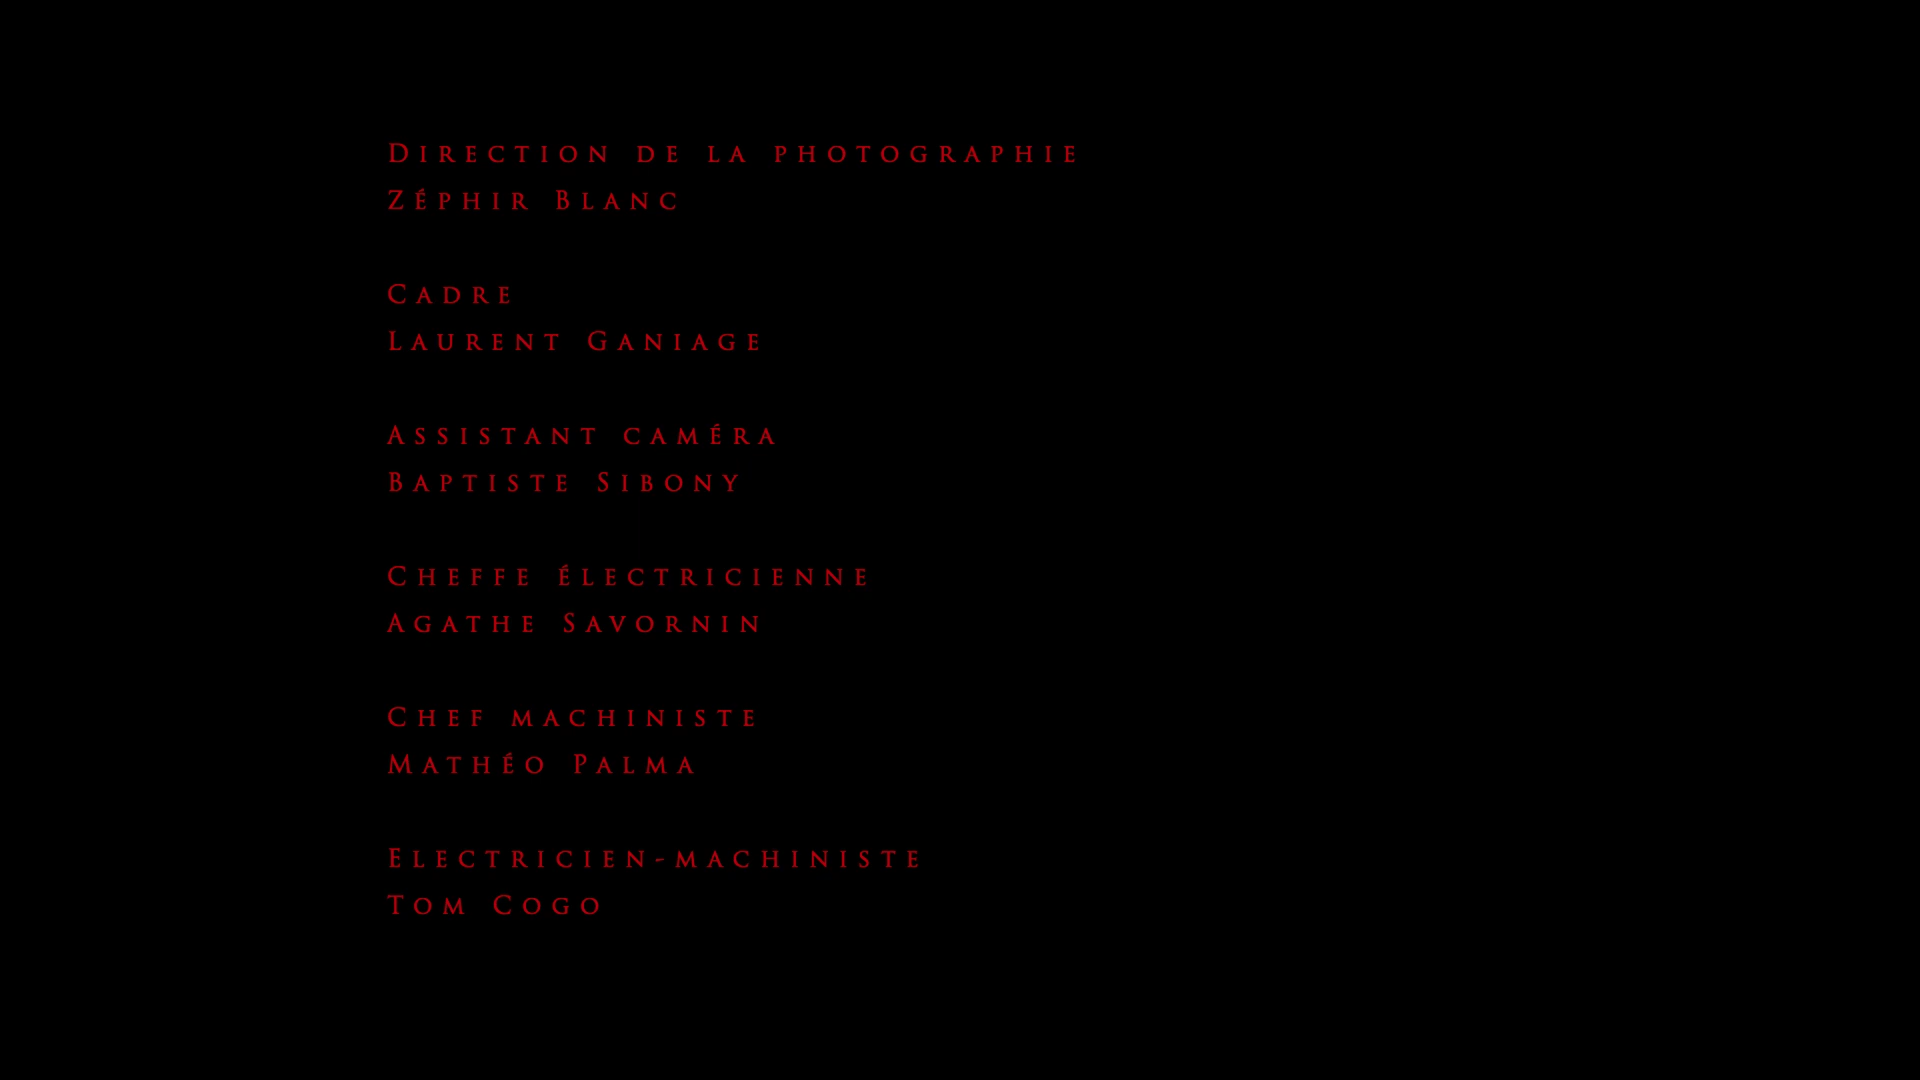 Direction de la photographie
Zéphir Blanc
Cadre
Laurent Ganiage
Assistant caméra
Baptiste Sibony
Cheffe électricienne
Agathe Savornin
Chef machiniste
Mathéo Palma
Electricien-machiniste
Tom Cogo